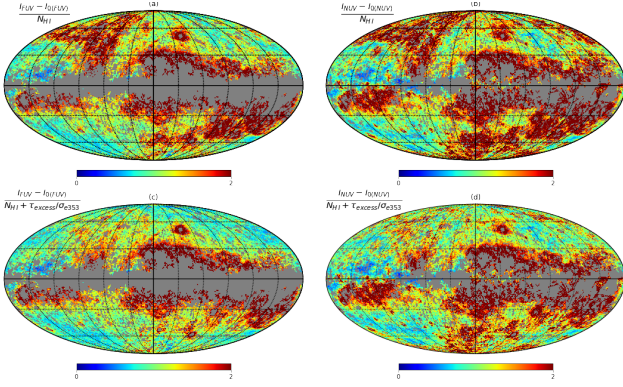 (a)
I_FUV − I_0(FUV)
N_HI
0 2
(b)
I_NUV − I_0(NUV)
N_HI
0 2
(c)
I_FUV − I_0(FUV)
N_HI + τ_excess/σ_e353
0 2
(d)
I_NUV − I_0(NUV)
N_HI + τ_excess/σ_e353
0 2